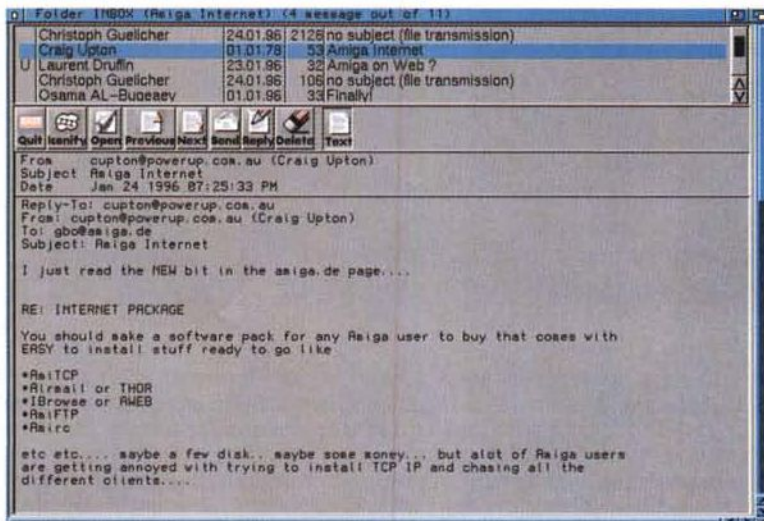 Folder INBOX (Amiga Internet) (4 message out of 11)
Christoph Guelicher 24.01.96 2126 no subject (file transmission)
Craig Upton 01.01.78 53 Amiga Internet
U Laurent Druffin 23.01.96 32 Amiga on Web ?
Christoph Guelicher 24.01.96 106 no subject (file transmission)
Osama AL-Buqeaey 01.01.96 33 Finally!
Quit Iconify Open Previous Next Send Reply Delete Text
From cupton@powerup.com.au (Craig Upton)
Subject Amiga Internet
Date Jan 24 1996 07:25:33 PM
Reply-To: cupton@powerup.com.au
From: cupton@powerup.com.au (Craig Upton)
To: gbo@amiga.de
Subject: Amiga Internet
I just read the NEW bit in the amiga.de page....
RE: INTERNET PACKAGE
You should make a software pack for any Amiga user to buy that comes with
EASY to install stuff ready to go like
*AmiTCP
*Airmail or THOR
*IBrowse or AWEB
*AmiFTP
*Amirc
etc etc.... maybe a few disk.. maybe some money... but alot of Amiga users
are getting annoyed with trying to install TCP IP and chasing all the
different clients....